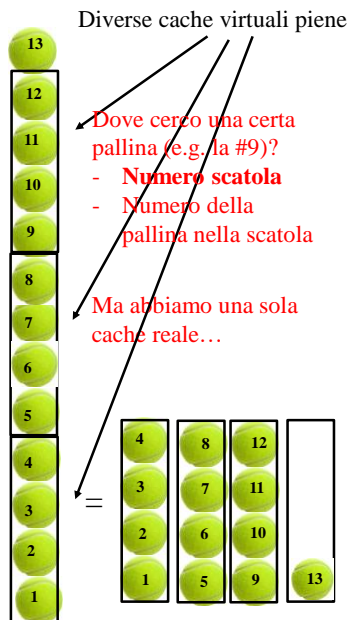 Diverse cache virtuali piene
13
12
11
10
9
8
7
6
5
4
3
2
1
Dove cerco una certa
pallina (e.g. la #9)?
- Numero scatola
- Numero della
pallina nella scatola
Ma abbiamo una sola
cache reale…
=
4 8 12
3 7 11
2 6 10
1 5 9 13